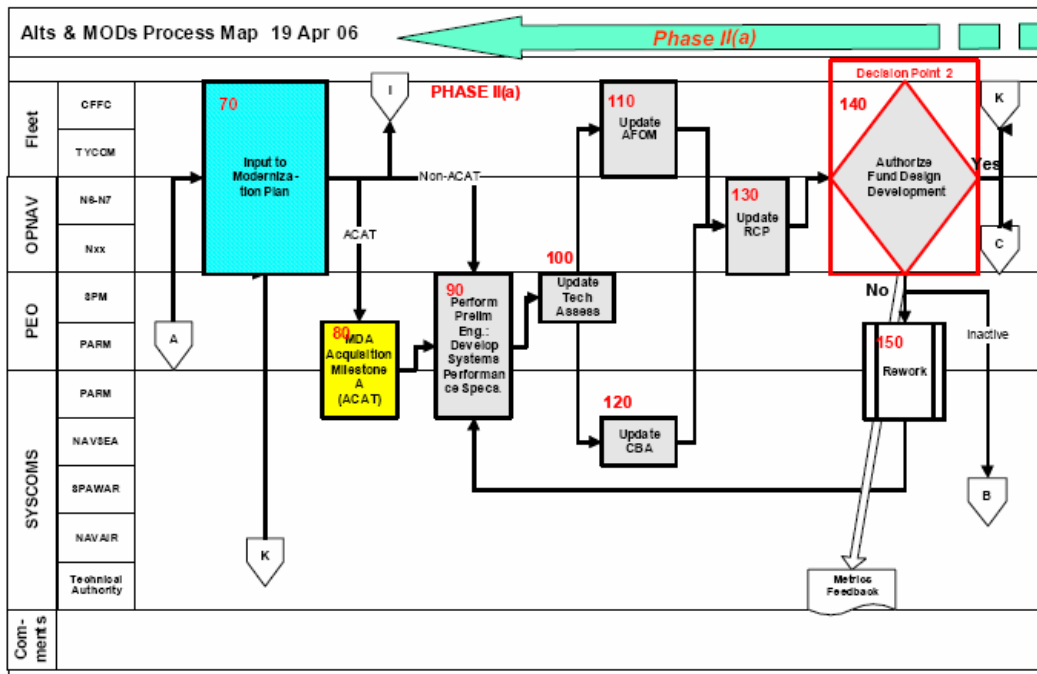 Alts & MODs Process Map 19 Apr 06
Phase II(a)
Decision Point 2
Fleet
CFFC
TYCOM
OPNAV
N6-N7
Nxx
PEO
SPM
PARM
SYSCOMS
PARM
NAVSEA
SPAWAR
NAVAIR
Technical
Authority
Com-
ments
PHASE II(a)
I
70
Input to
Moderniza-
tion Plan
A
K
Non-ACAT
ACAT
80
MDA
Acquisition
Milestone
A
(ACAT)
90
Perform
Prelim
Eng.:
Develop
Systems
Performa
nce Specs.
100
Update
Tech
Assess
110
Update
AFOM
120
Update
CBA
130
Update
RCP
140
Authorize
Fund Design
Development
Yes
K
C
No
150
Rework
Inactive
B
Metrics
Feedback